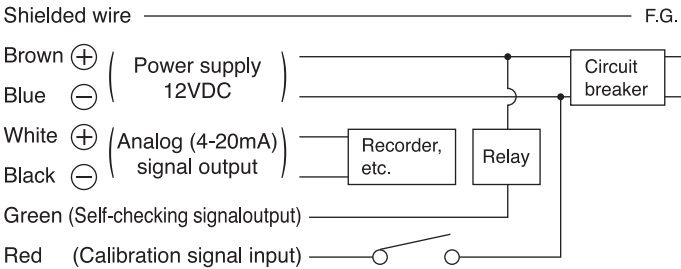 Shielded wire F.G.
Brown ⊕ Power supply Circuit
Blue ⊖ 12VDC breaker
White ⊕ (Analog (4-20mA) Recorder,
signal output) etc. Relay
Black ⊖
Green (Self-checking signaloutput)
Red (Calibration signal input)